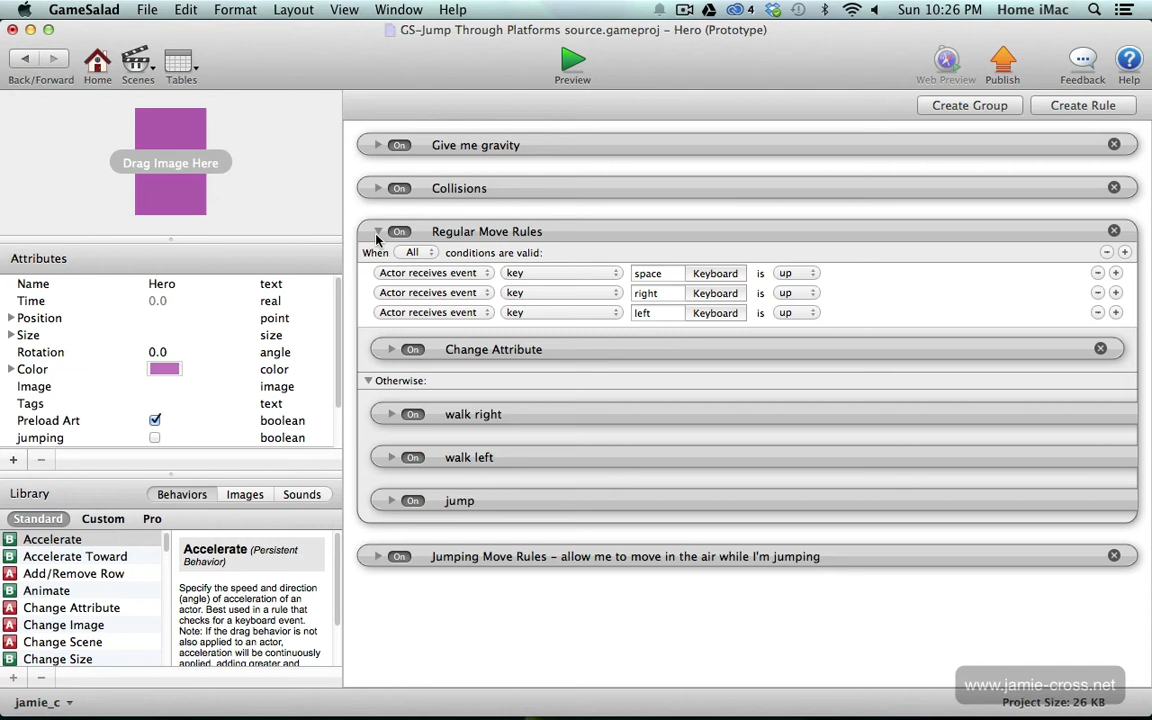 GameSalad File Edit Format Layout View Window Help 4 Sun 10:26 PM Home iMac
GS-Jump Through Platforms source.gameproj – Hero (Prototype)
Back/Forward Home Scenes Tables Preview Web Preview Publish Feedback Help
Create Group Create Rule
Drag Image Here
Attributes
Name Hero text
Time 0.0 real
Position point
Size size
Rotation 0.0 angle
Color color
Image image
Tags text
Preload Art boolean
jumping boolean
+ −
Library Behaviors Images Sounds
Standard Custom Pro
B Accelerate
B Accelerate Toward
A Add/Remove Row
B Animate
A Change Attribute
A Change Image
A Change Scene
B Change Size
Accelerate (Persistent
Behavior)
Specify the speed and direction
(angle) of acceleration of an
actor. Best used in a rule that
checks for a keyboard event.
Note: If the drag behavior is not
also applied to an actor,
acceleration will be continuously
applied, adding greater and
+ −
jamie_c
On Give me gravity
On Collisions
On Regular Move Rules
When All conditions are valid:
Actor receives event key space Keyboard is up
Actor receives event key right Keyboard is up
Actor receives event key left Keyboard is up
On Change Attribute
Otherwise:
On walk right
On walk left
On jump
On Jumping Move Rules – allow me to move in the air while I'm jumping
www.jamie-cross.net
Project Size: 26 KB